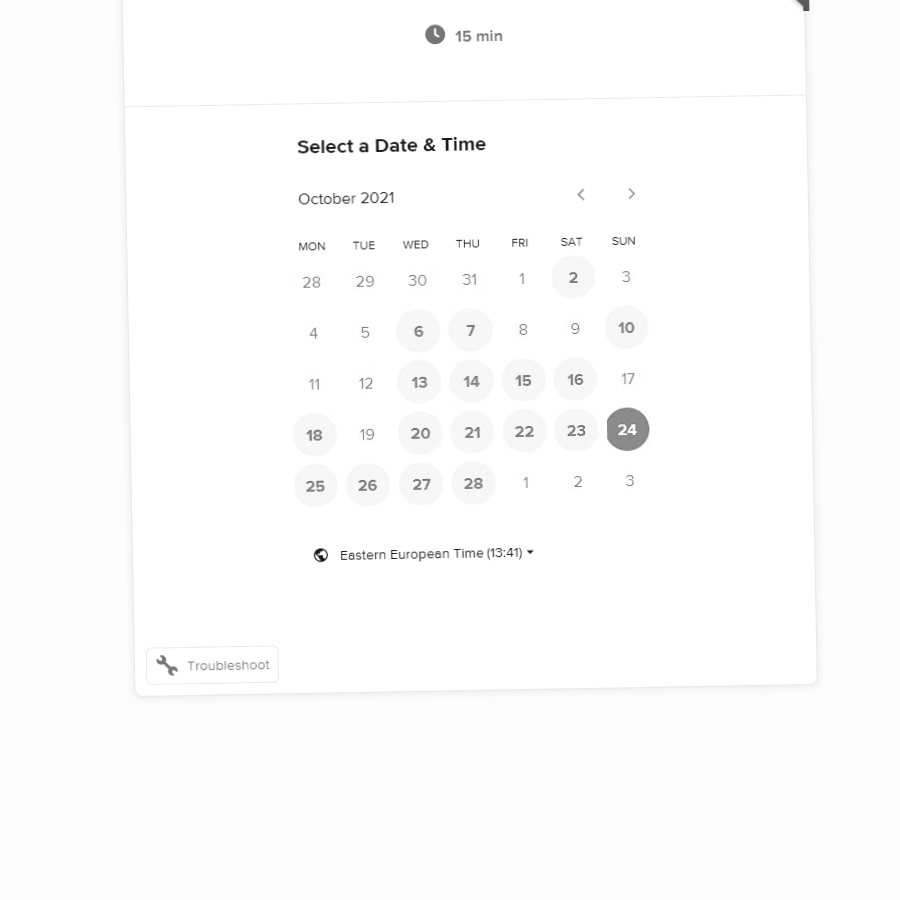 15 min
Select a Date & Time
October 2021
MON TUE WED THU FRI SAT SUN
28 29 30 31 1 2 3
4 5 6 7 8 9 10
11 12 13 14 15 16 17
18 19 20 21 22 23 24
25 26 27 28 1 2 3
Eastern European Time (13:41)
Troubleshoot